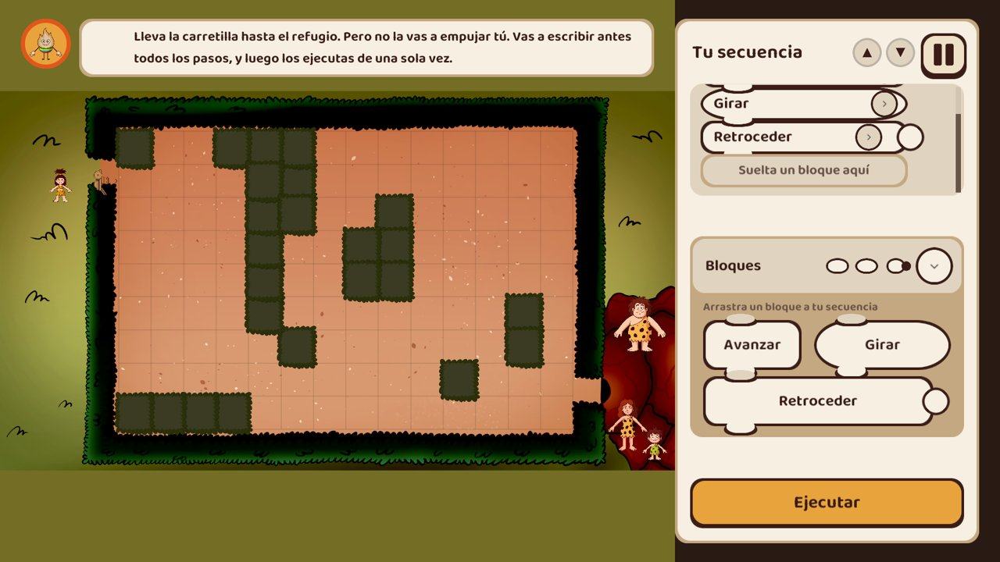 Lleva la carretilla hasta el refugio. Pero no la vas a empujar tú. Vas a escribir antes
todos los pasos, y luego los ejecutas de una sola vez.
Tu secuencia
Girar
Retroceder
Suelta un bloque aquí
Bloques
Arrastra un bloque a tu secuencia
Avanzar
Girar
Retroceder
Ejecutar